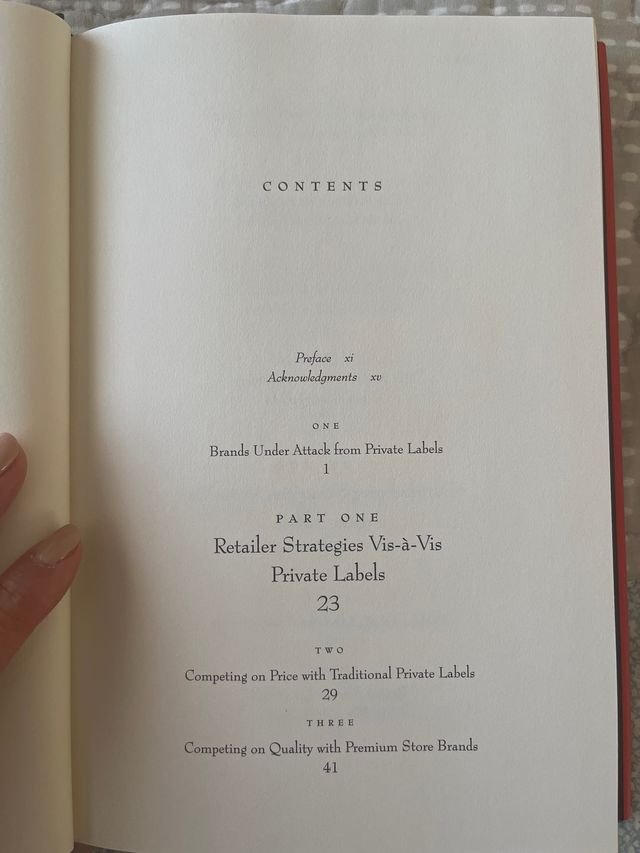 CONTENTS
Preface xi
Acknowledgments xv
ONE
Brands Under Attack from Private Labels
1
PART ONE
Retailer Strategies Vis-à-Vis
Private Labels
23
TWO
Competing on Price with Traditional Private Labels
29
THREE
Competing on Quality with Premium Store Brands
41